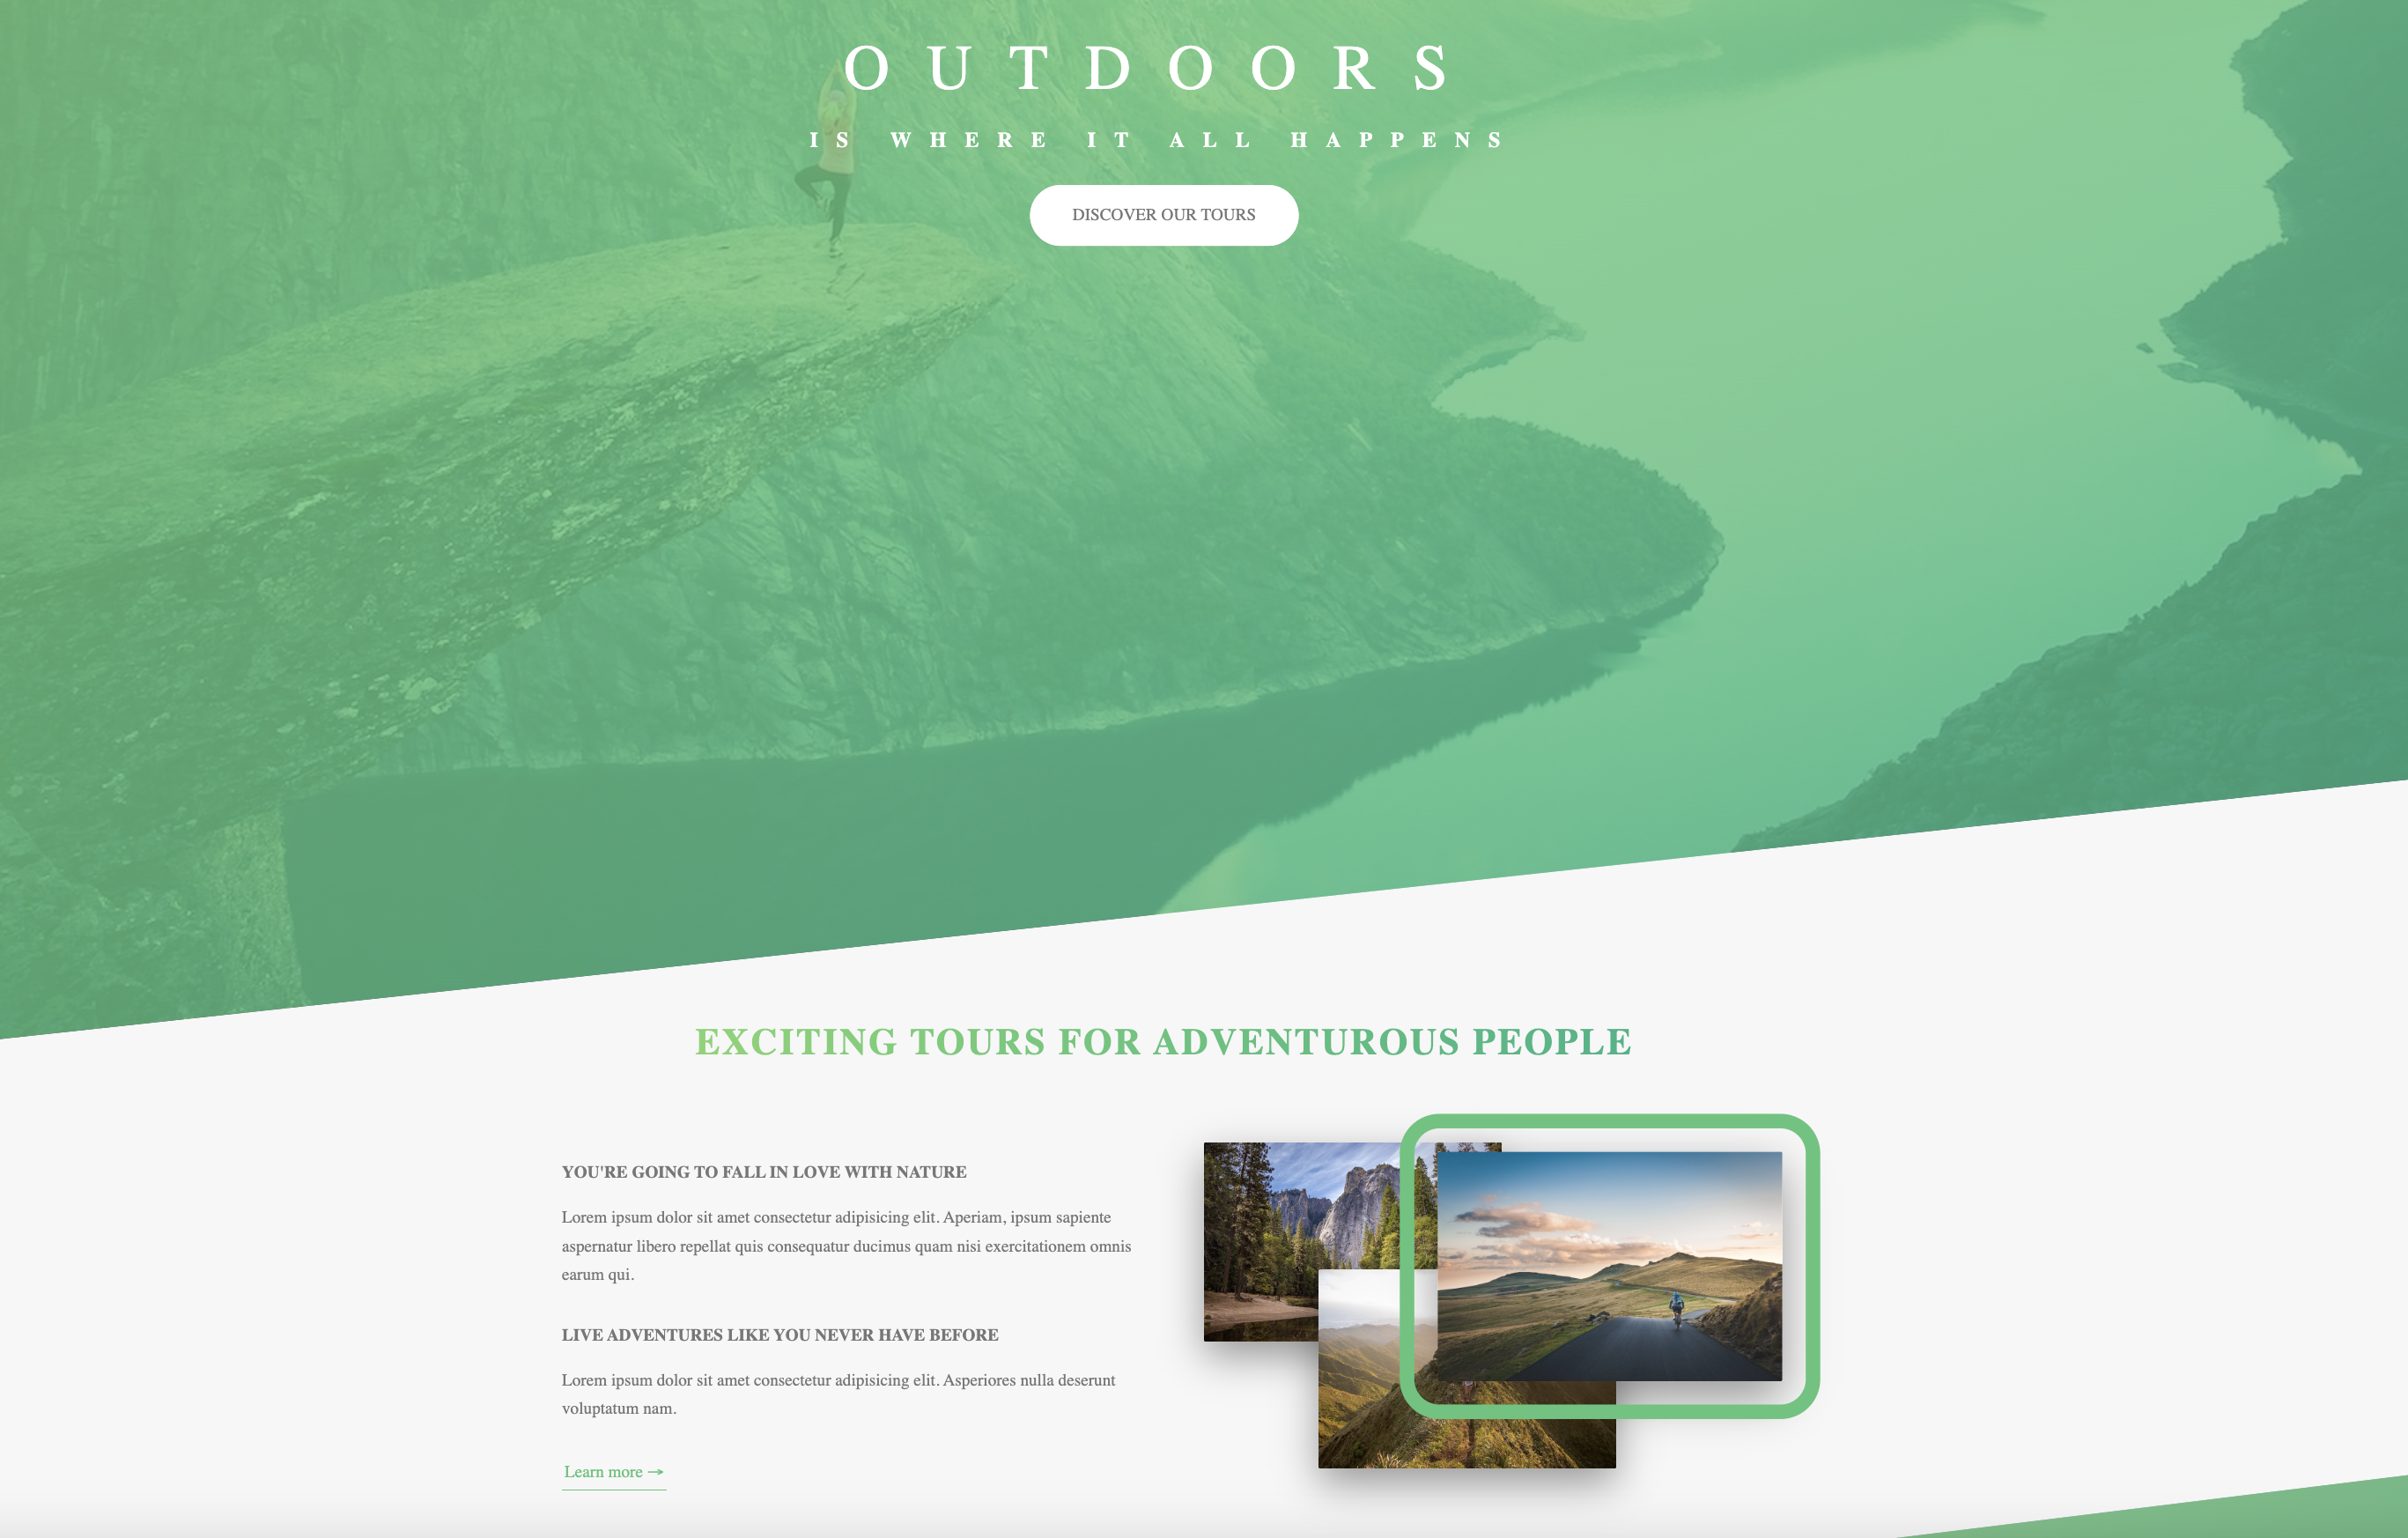 OUTDOORS
IS WHERE IT ALL HAPPENS
DISCOVER OUR TOURS
EXCITING TOURS FOR ADVENTUROUS PEOPLE
YOU'RE GOING TO FALL IN LOVE WITH NATURE
Lorem ipsum dolor sit amet consectetur adipisicing elit. Aperiam, ipsum sapiente
aspernatur libero repellat quis consequatur ducimus quam nisi exercitationem omnis
earum qui.
LIVE ADVENTURES LIKE YOU NEVER HAVE BEFORE
Lorem ipsum dolor sit amet consectetur adipisicing elit. Asperiores nulla deserunt
voluptatum nam.
Learn more →